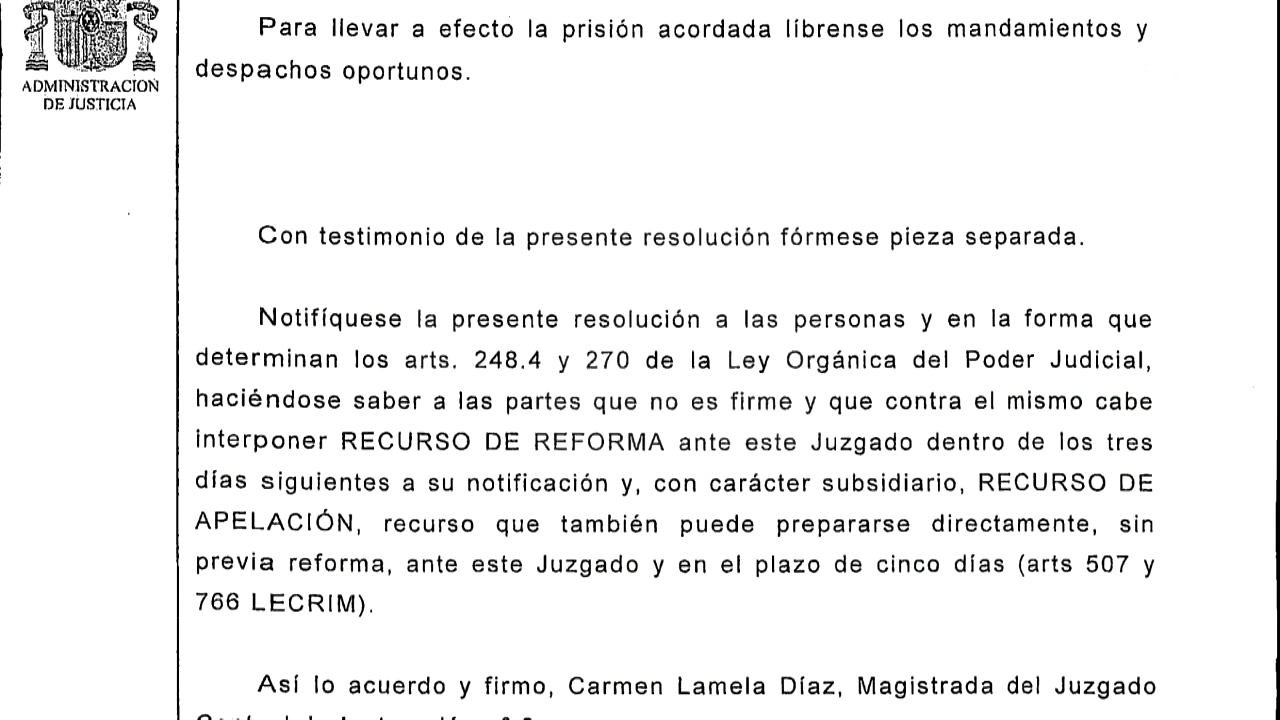 ADMINISTRACION
DE JUSTICIA
Para llevar a efecto la prisión acordada líbrense los mandamientos y
despachos oportunos.
Con testimonio de la presente resolución fórmese pieza separada.
Notifíquese la presente resolución a las personas y en la forma que
determinan los arts. 248.4 y 270 de la Ley Orgánica del Poder Judicial,
haciéndose saber a las partes que no es firme y que contra el mismo cabe
interponer RECURSO DE REFORMA ante este Juzgado dentro de los tres
días siguientes a su notificación y, con carácter subsidiario, RECURSO DE
APELACIÓN, recurso que también puede prepararse directamente, sin
previa reforma, ante este Juzgado y en el plazo de cinco días (arts 507 y
766 LECRIM).
Así lo acuerdo y firmo, Carmen Lamela Díaz, Magistrada del Juzgado